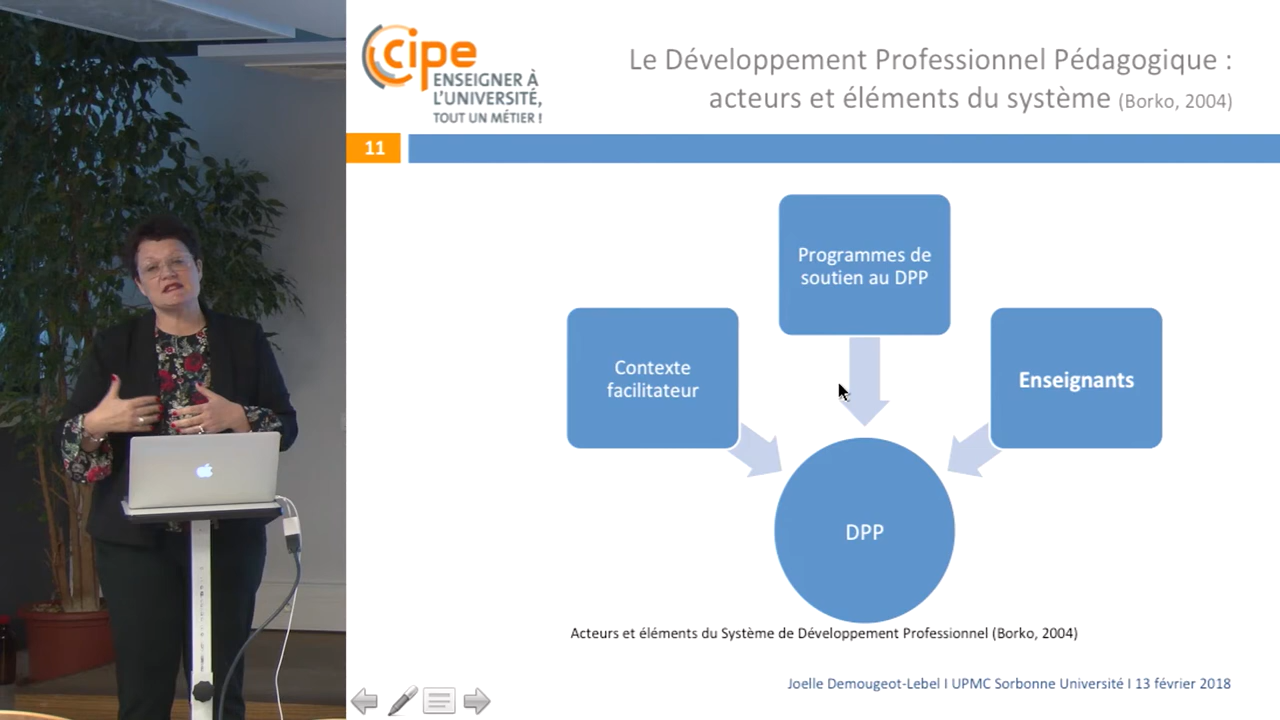 cipe
ENSEIGNER À
L'UNIVERSITÉ,
TOUT UN MÉTIER !
Le Développement Professionnel Pédagogique :
acteurs et éléments du système (Borko, 2004)
11
Programmes de
soutien au DPP
Contexte
facilitateur
Enseignants
DPP
Acteurs et éléments du Système de Développement Professionnel (Borko, 2004)
Joelle Demougeot-Lebel I UPMC Sorbonne Université I 13 février 2018